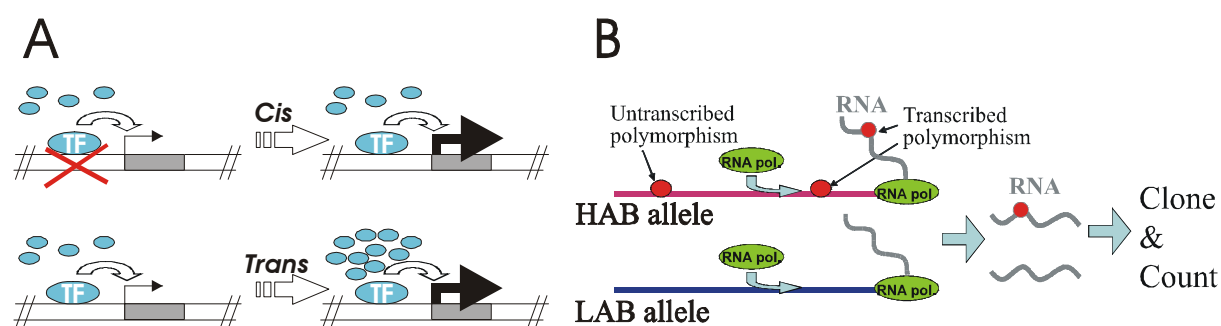 A
TF
Cis
TF
TF
Trans
TF
B
Untranscribed
polymorphism
RNA
Transcribed
polymorphism
RNA pol.
RNA pol.
HAB allele
RNA pol.
RNA pol.
LAB allele
RNA
Clone
&
Count